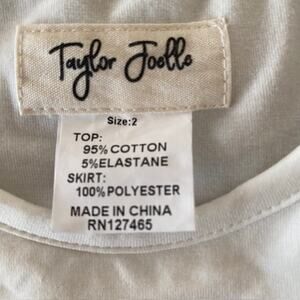 Taylor Joelle
Size:2
TOP:
95% COTTON
5%ELASTANE
SKIRT:
100%POLYESTER
MADE IN CHINA
RN127465